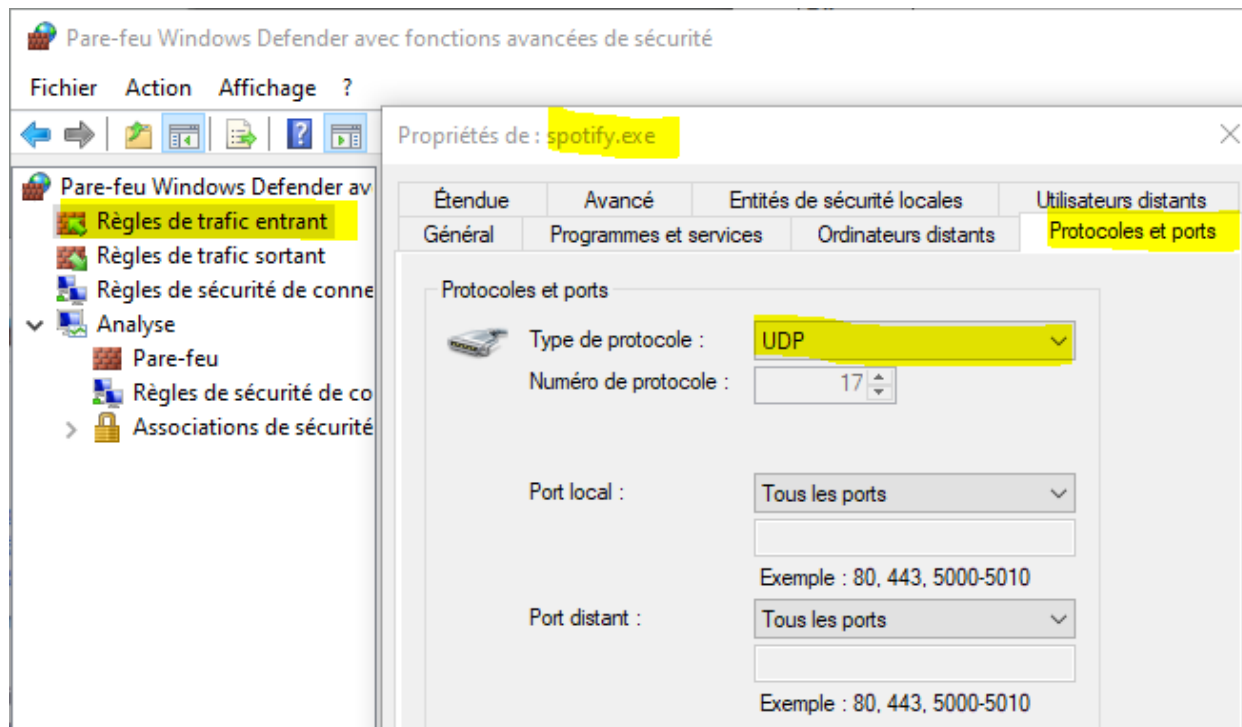 Pare-feu Windows Defender avec fonctions avancées de sécurité
Fichier Action Affichage ?
Propriétés de : spotify.exe
Pare-feu Windows Defender av
Règles de trafic entrant
Règles de trafic sortant
Règles de sécurité de conne
Analyse
Pare-feu
Règles de sécurité de co
Associations de sécurité
Étendue Avancé Entités de sécurité locales Utilisateurs distants
Général Programmes et services Ordinateurs distants Protocoles et ports
Protocoles et ports
Type de protocole : UDP
Numéro de protocole : 17
Port local : Tous les ports
Exemple : 80, 443, 5000-5010
Port distant : Tous les ports
Exemple : 80, 443, 5000-5010